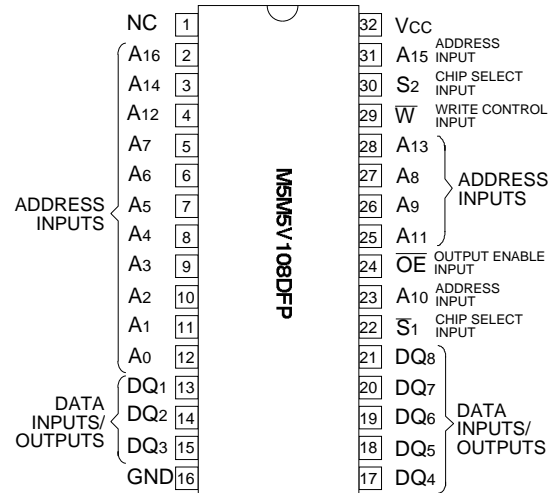 NC 1
A16 2
A14 3
A12 4
A7 5
A6 6
A5 7
A4 8
A3 9
A2 10
A1 11
A0 12
DQ1 13
DQ2 14
DQ3 15
GND 16
ADDRESS
INPUTS
DATA
INPUTS/
OUTPUTS
M5M5V108DFP
32 VCC
31 A15 ADDRESS
INPUT
30 S2 CHIP SELECT
INPUT
29 W̅ WRITE CONTROL
INPUT
28 A13
27 A8
26 A9
25 A11
ADDRESS
INPUTS
24 O̅E̅ OUTPUT ENABLE
INPUT
23 A10 ADDRESS
INPUT
22 S̅1 CHIP SELECT
INPUT
21 DQ8
20 DQ7
19 DQ6
18 DQ5
17 DQ4
DATA
INPUTS/
OUTPUTS